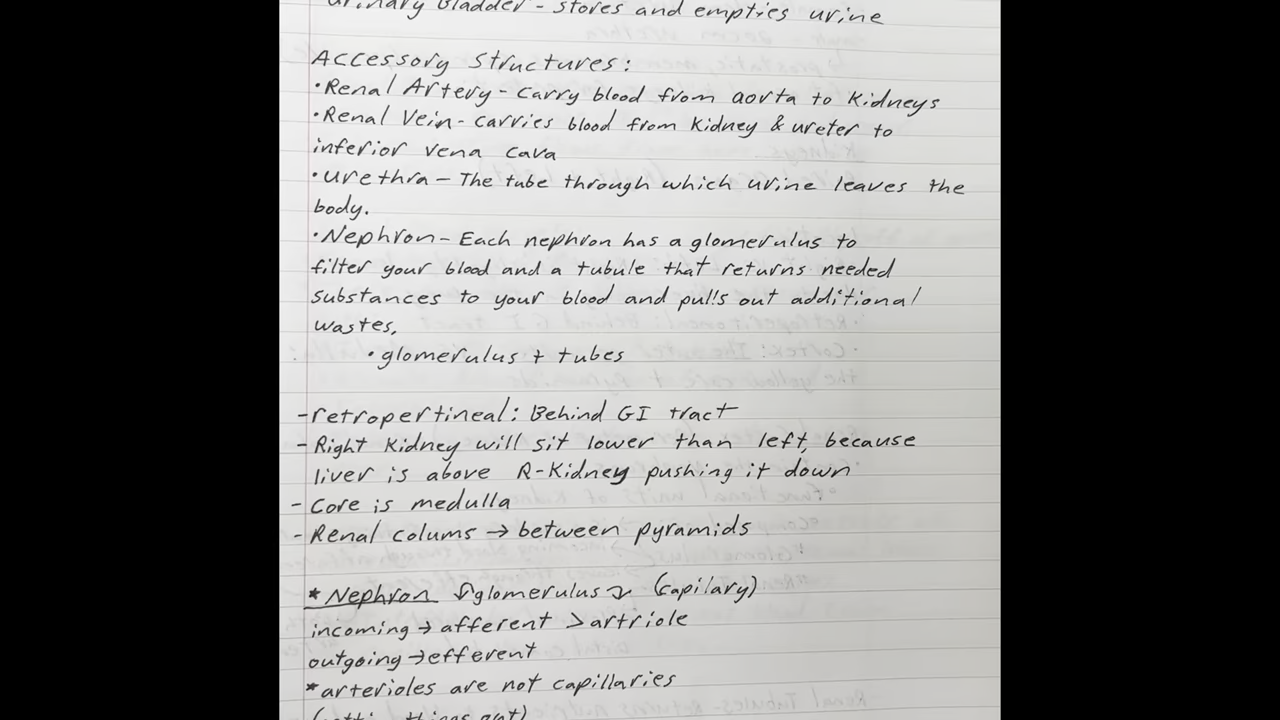 urinary Bladder - stores and empties urine
Accessory structures:
•Renal Artery - carry blood from aorta to kidneys
•Renal Vein - carries blood from kidney & ureter to
inferior vena cava
•urethra - The tube through which urine leaves the
body.
•Nephron - Each nephron has a glomerulus to
filter your blood and a tubule that returns needed
substances to your blood and pulls out additional
wastes,
•glomerulus + tubes
-retropertineal: Behind GI tract
- Right kidney will sit lower than left, because
liver is above R-Kidney pushing it down
- Core is medulla
- Renal colums → between pyramids
* Nephron ↓glomerulus↘ (capilary)
incoming → afferent > artriole
outgoing → efferent
*arterioles are not capillaries